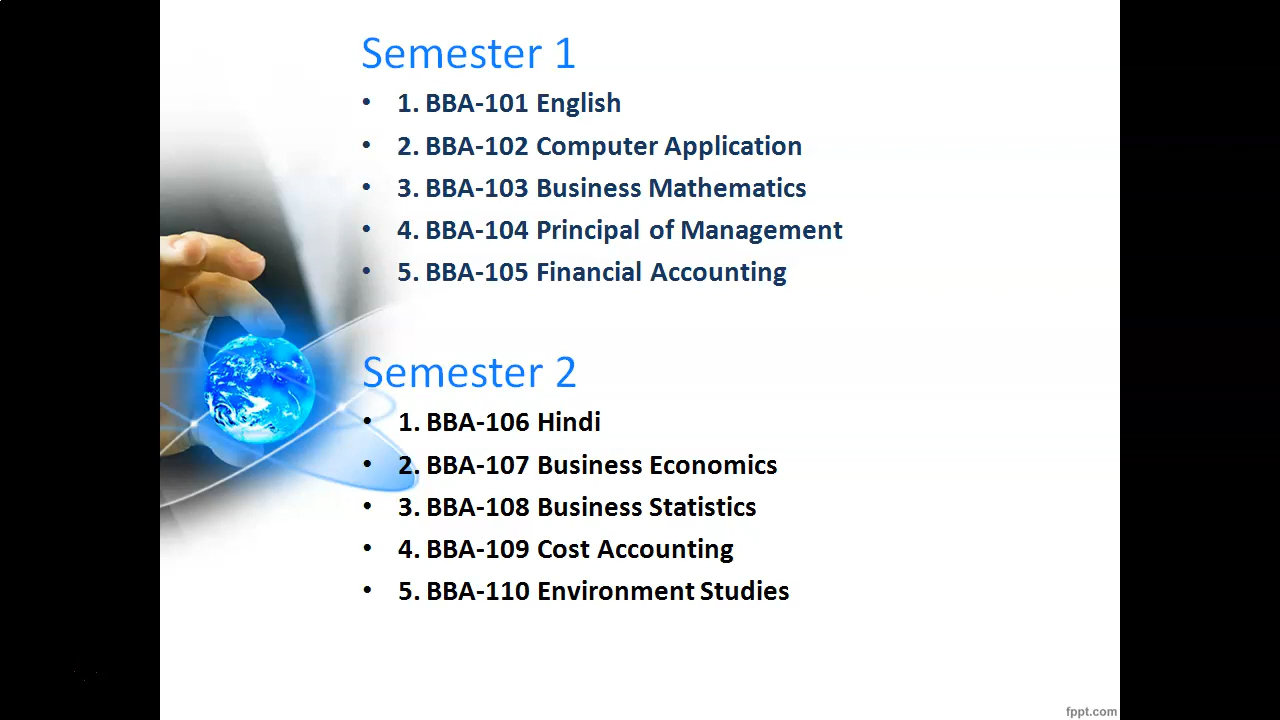 Semester 1
• 1. BBA-101 English
• 2. BBA-102 Computer Application
• 3. BBA-103 Business Mathematics
• 4. BBA-104 Principal of Management
• 5. BBA-105 Financial Accounting
Semester 2
• 1. BBA-106 Hindi
• 2. BBA-107 Business Economics
• 3. BBA-108 Business Statistics
• 4. BBA-109 Cost Accounting
• 5. BBA-110 Environment Studies
fppt.com